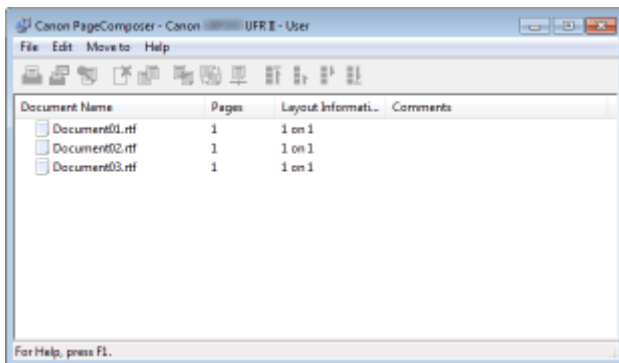 Canon PageComposer - Canon UFR II - User
File Edit Move to Help
Document Name Pages Layout Informati... Comments
Document01.rtf 1 1 on 1
Document02.rtf 1 1 on 1
Document03.rtf 1 1 on 1
For Help, press F1.